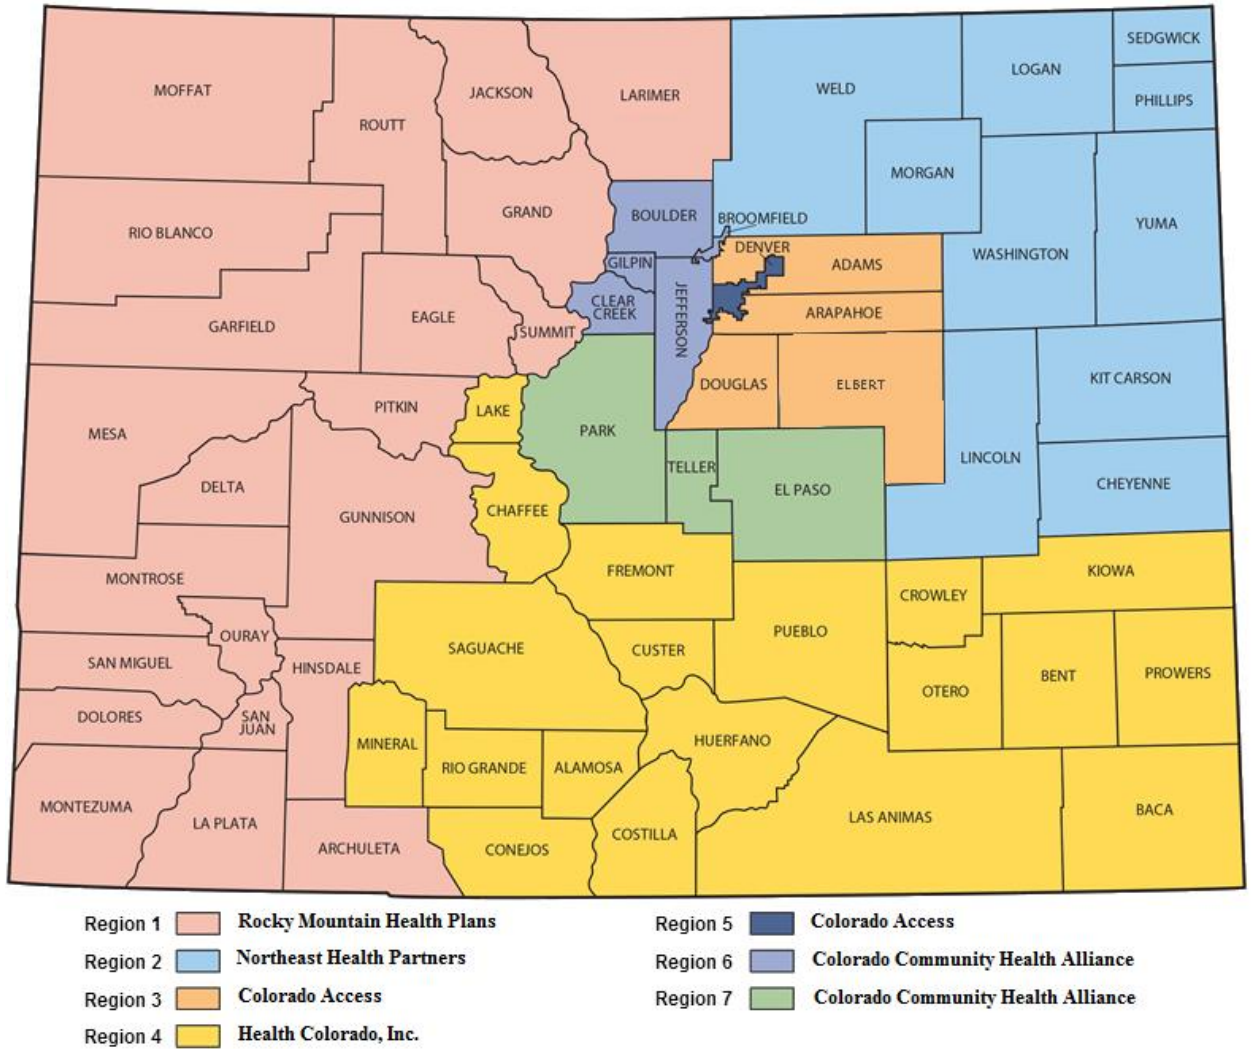 SEDGWICK
LOGAN
WELD
MOFFAT
JACKSON
LARIMER
PHILLIPS
ROUTT
MORGAN
GRAND
BOULDER
BROOMFIELD
YUMA
RIO BLANCO
DENVER
WASHINGTON
GILPIN
ADAMS
CLEAR
CREEK
JEFFERSON
ARAPAHOE
EAGLE
GARFIELD
SUMMIT
KIT CARSON
DOUGLAS
ELBERT
PITKIN
LAKE
MESA
PARK
LINCOLN
TELLER
CHEYENNE
DELTA
EL PASO
CHAFFEE
GUNNISON
FREMONT
KIOWA
MONTROSE
CROWLEY
PUEBLO
OURAY
SAGUACHE
CUSTER
SAN MIGUEL
HINSDALE
BENT
PROWERS
OTERO
DOLORES
SAN
JUAN
MINERAL
HUERFANO
RIO GRANDE
ALAMOSA
MONTEZUMA
BACA
LA PLATA
LAS ANIMAS
COSTILLA
ARCHULETA
CONEJOS
Region 1 Rocky Mountain Health Plans
Region 2 Northeast Health Partners
Region 3 Colorado Access
Region 4 Health Colorado, Inc.
Region 5 Colorado Access
Region 6 Colorado Community Health Alliance
Region 7 Colorado Community Health Alliance